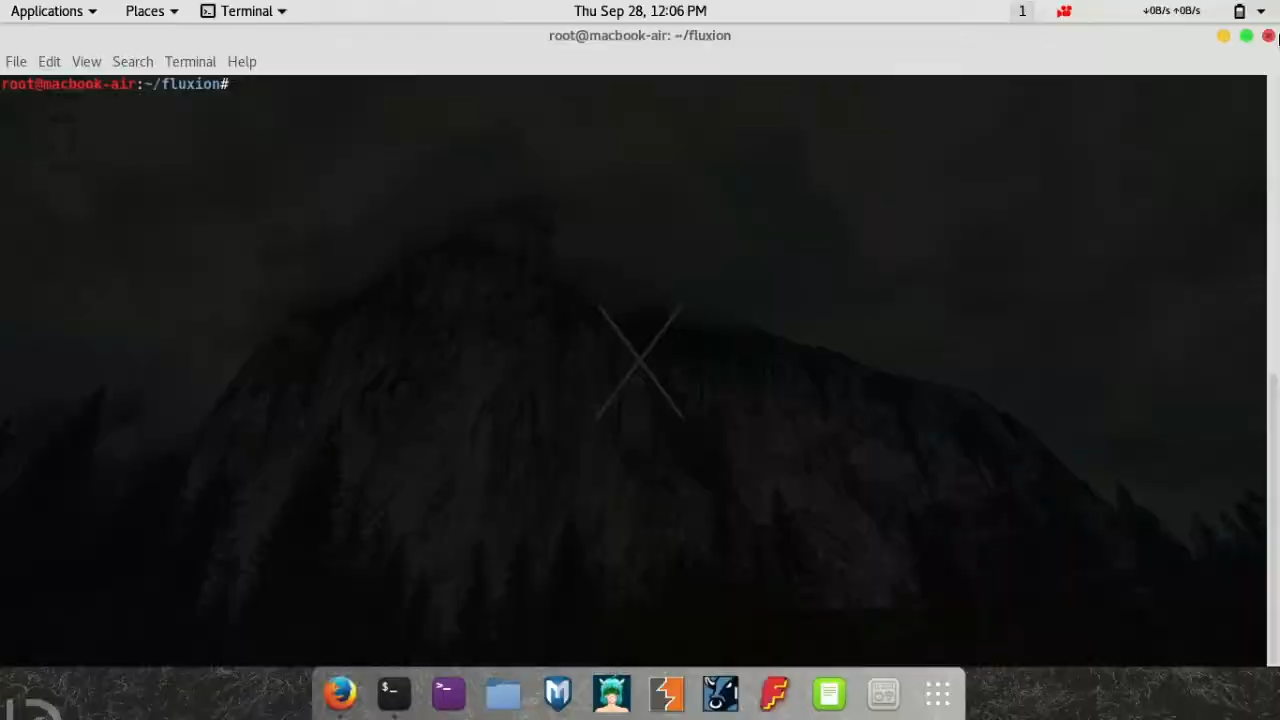 Applications Places Terminal Thu Sep 28, 12:06 PM 1 ↓0B/s ↑0B/s
root@macbook-air: ~/fluxion
File Edit View Search Terminal Help
root@macbook-air:~/fluxion#